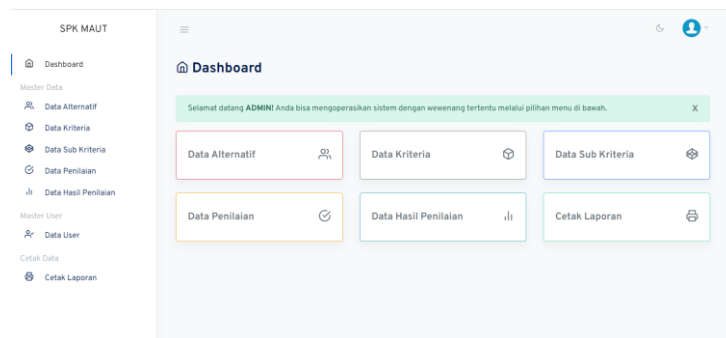 SPK MAUT
Dashboard
Master Data
Data Alternatif
Data Kriteria
Data Sub Kriteria
Data Penilaian
Data Hasil Penilaian
Master User
Data User
Cetak Data
Cetak Laporan
Dashboard
Selamat datang ADMIN! Anda bisa mengoperasikan sistem dengan wewenang tertentu melalui pilihan menu di bawah. X
Data Alternatif
Data Kriteria
Data Sub Kriteria
Data Penilaian
Data Hasil Penilaian
Cetak Laporan